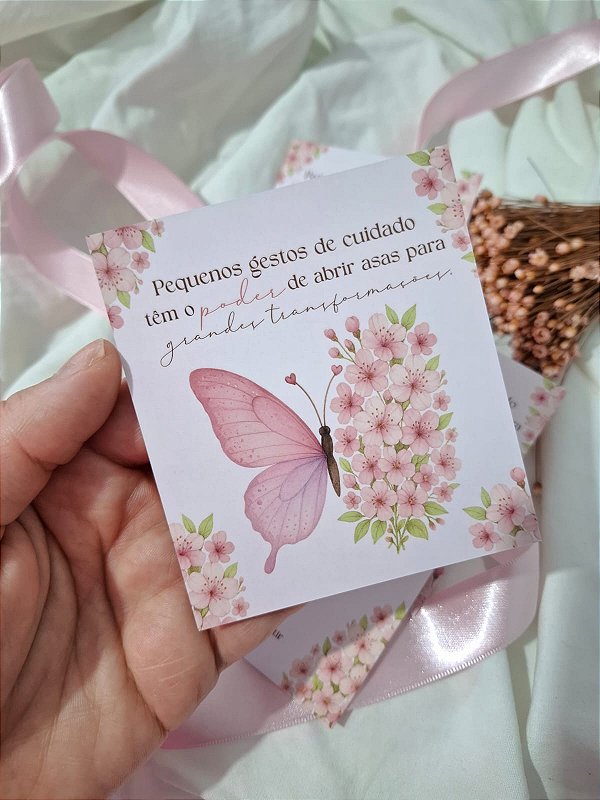 Pequenos gestos de cuidado
têm o poder de abrir asas para
grandes transformações.